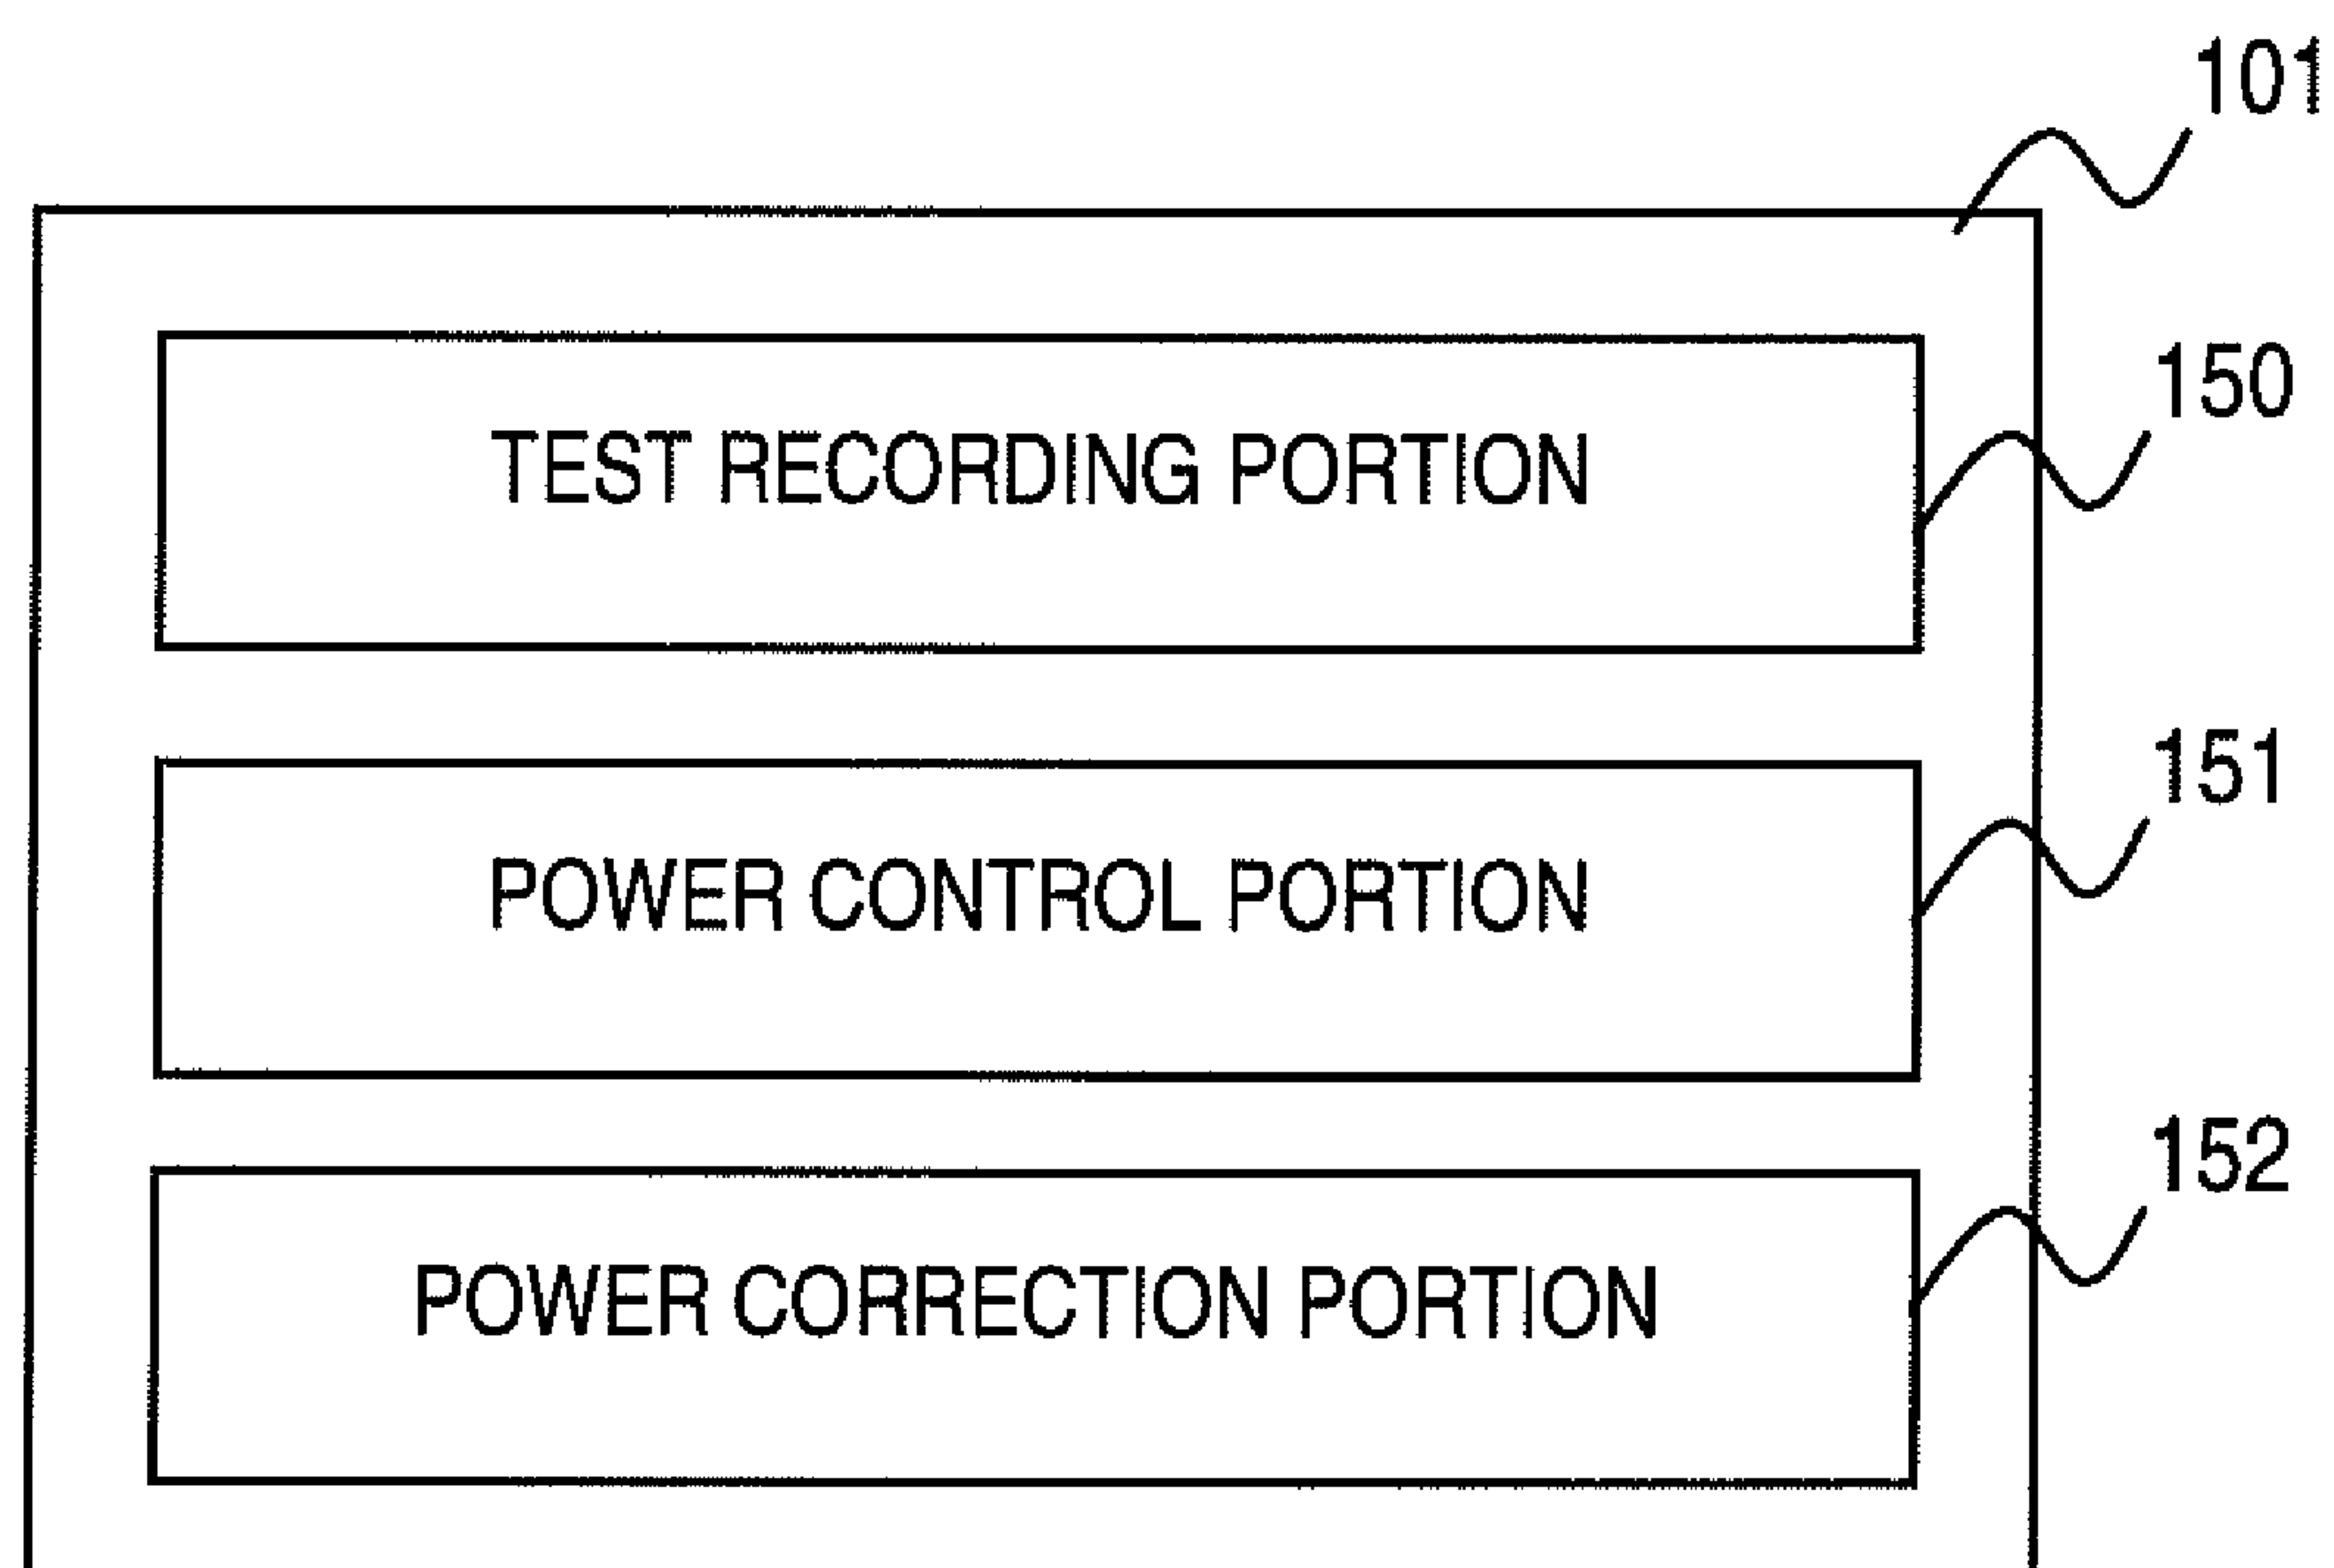 101
150
TEST RECORDING PORTION
151
POWER CONTROL PORTION
152
POWER CORRECTION PORTION